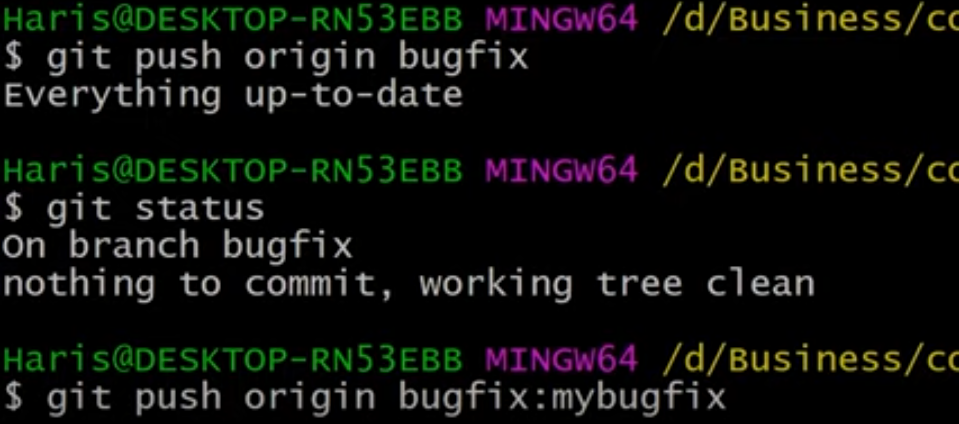 Haris@DESKTOP-RN53EBB MINGW64 /d/Business/co
$ git push origin bugfix
Everything up-to-date
Haris@DESKTOP-RN53EBB MINGW64 /d/Business/co
$ git status
On branch bugfix
nothing to commit, working tree clean
Haris@DESKTOP-RN53EBB MINGW64 /d/Business/co
$ git push origin bugfix:mybugfix